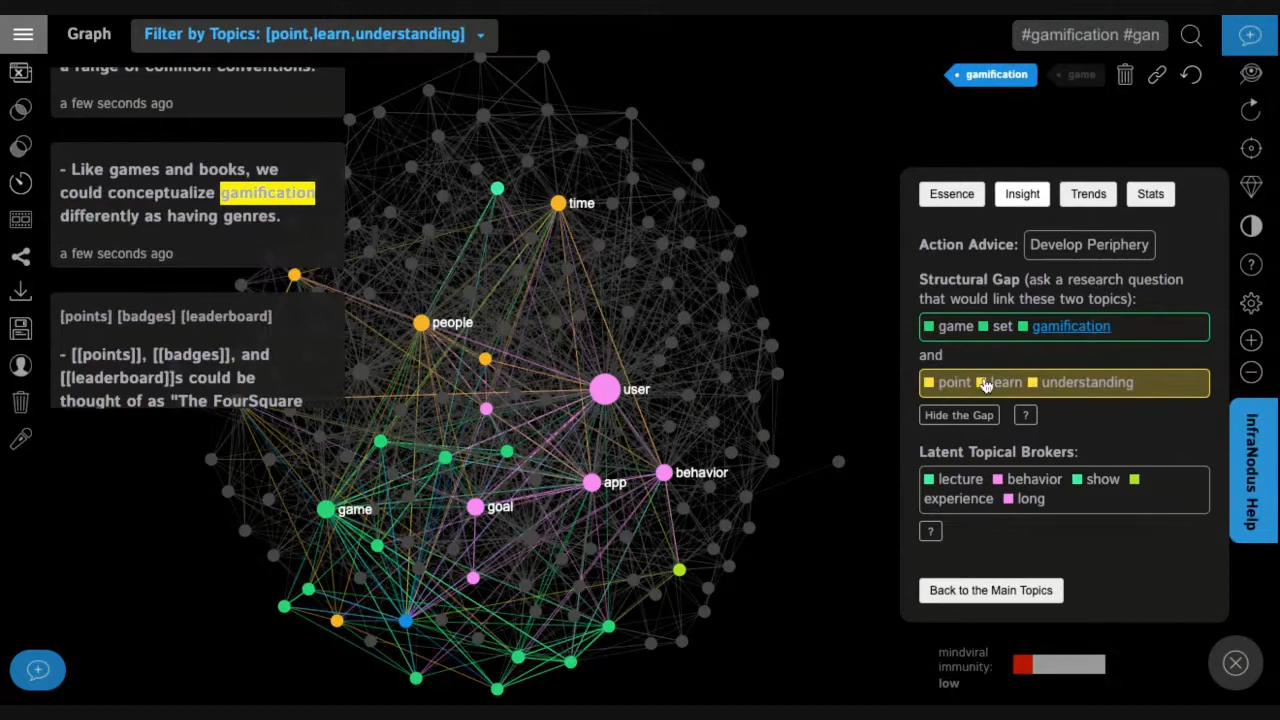 Graph
Filter by Topics: [point,learn,understanding]
#gamification #gan
gamification
game
a range of common conventions.
a few seconds ago
- Like games and books, we
could conceptualize gamification
differently as having genres.
a few seconds ago
[points] [badges] [leaderboard]
- [[points]], [[badges]], and
[[leaderboard]]s could be
thought of as "The FourSquare
time
people
user
behavior
app
goal
game
Essence
Insight
Trends
Stats
Action Advice: Develop Periphery
Structural Gap (ask a research question
that would link these two topics):
game set gamification
and
point learn understanding
Hide the Gap
?
Latent Topical Brokers:
lecture behavior show
experience long
?
Back to the Main Topics
mindviral
immunity:
low
InfraNodus Help